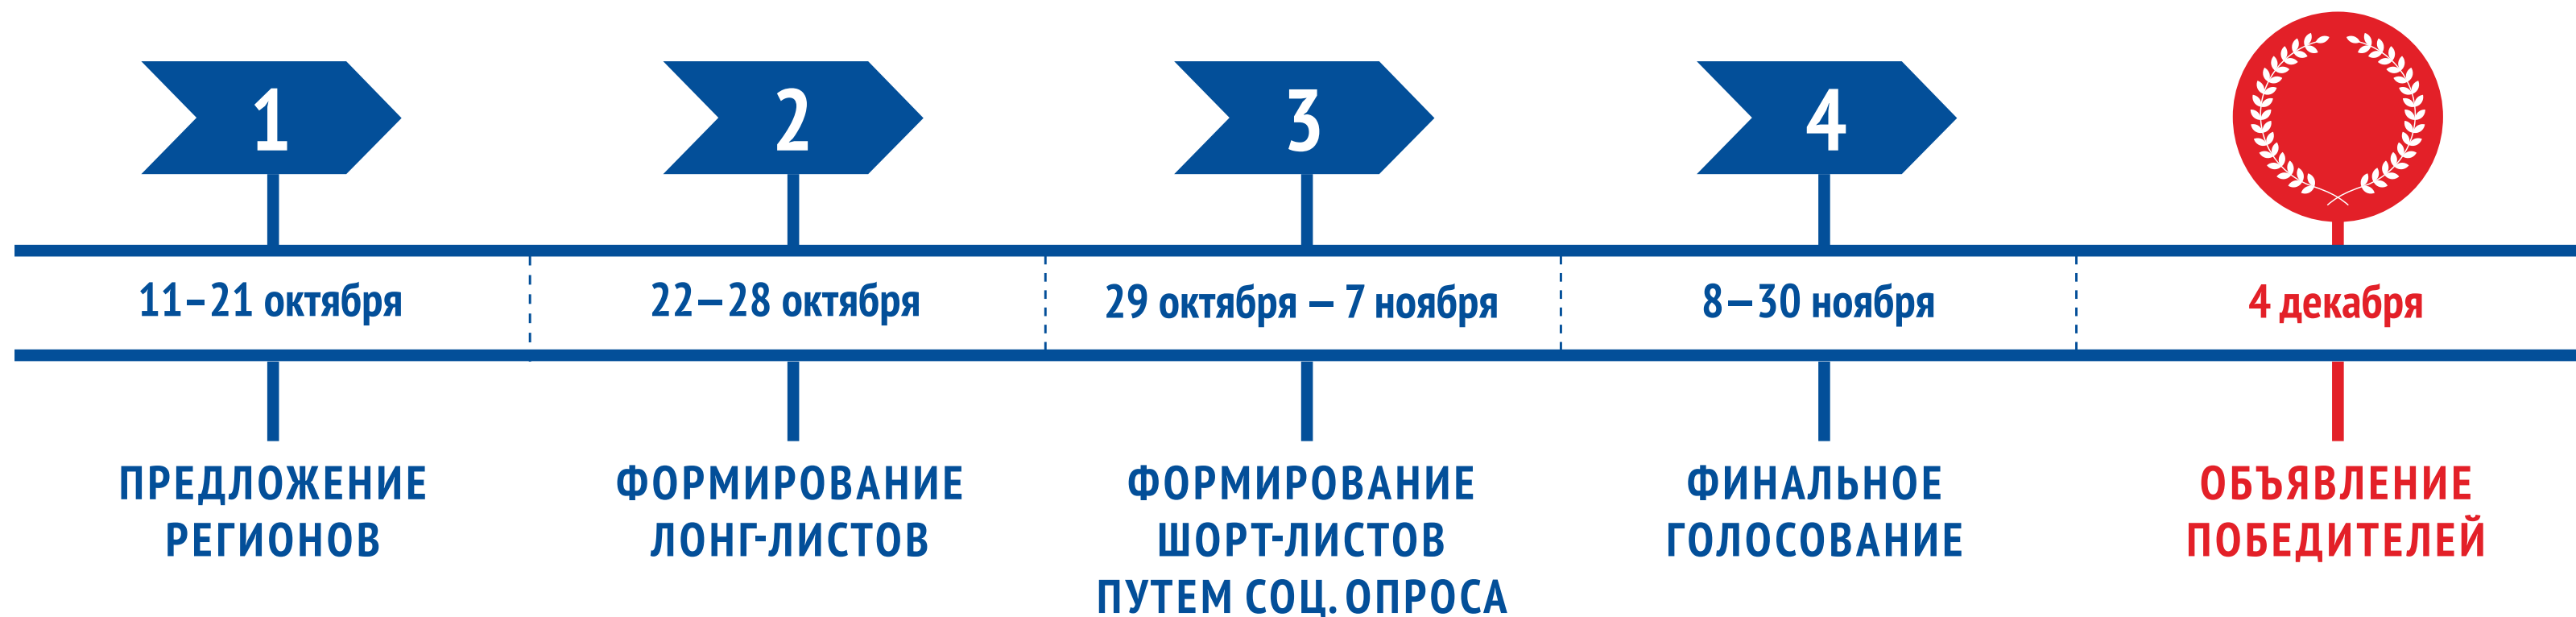 1
2
3
4
11–21 октября
22–28 октября
29 октября – 7 ноября
8–30 ноября
4 декабря
ПРЕДЛОЖЕНИЕ
РЕГИОНОВ
ФОРМИРОВАНИЕ
ЛОНГ-ЛИСТОВ
ФОРМИРОВАНИЕ
ШОРТ-ЛИСТОВ
ПУТЕМ СОЦ. ОПРОСА
ФИНАЛЬНОЕ
ГОЛОСОВАНИЕ
ОБЪЯВЛЕНИЕ
ПОБЕДИТЕЛЕЙ